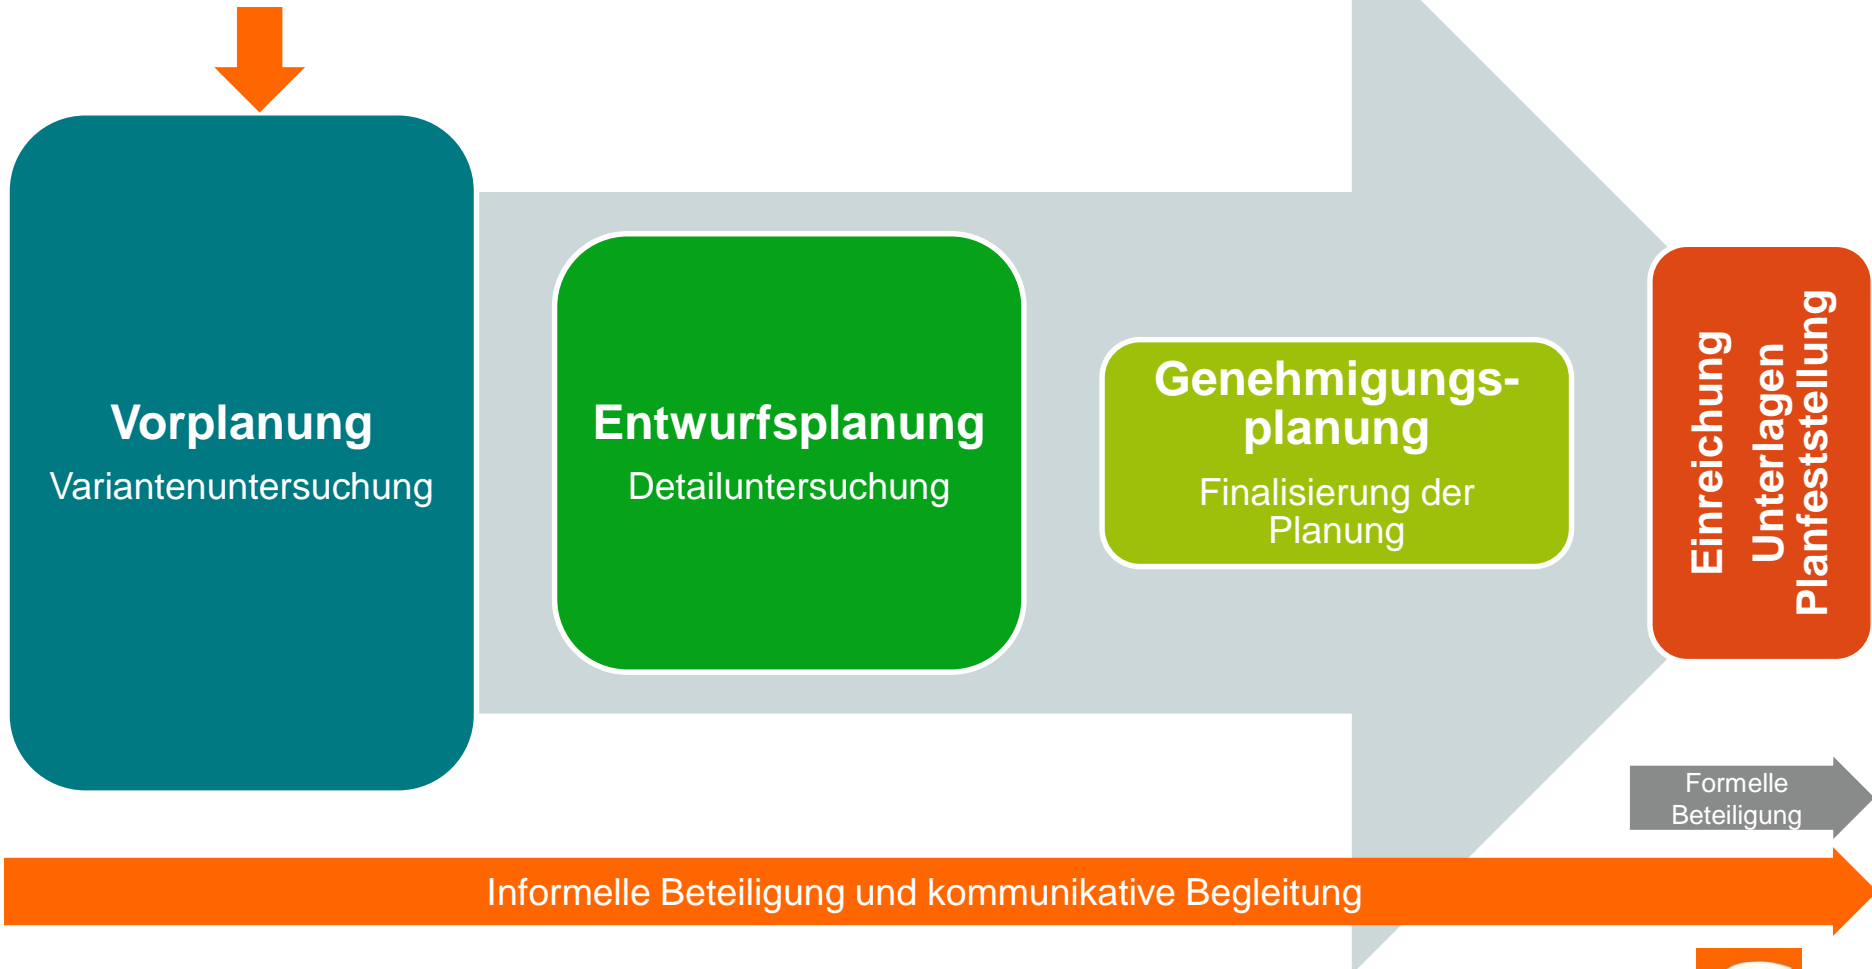 Vorplanung
Variantenuntersuchung
Entwurfsplanung
Detailuntersuchung
Genehmigungs-
planung
Finalisierung der
Planung
Einreichung
Unterlagen
Planfeststellung
Formelle
Beteiligung
Informelle Beteiligung und kommunikative Begleitung